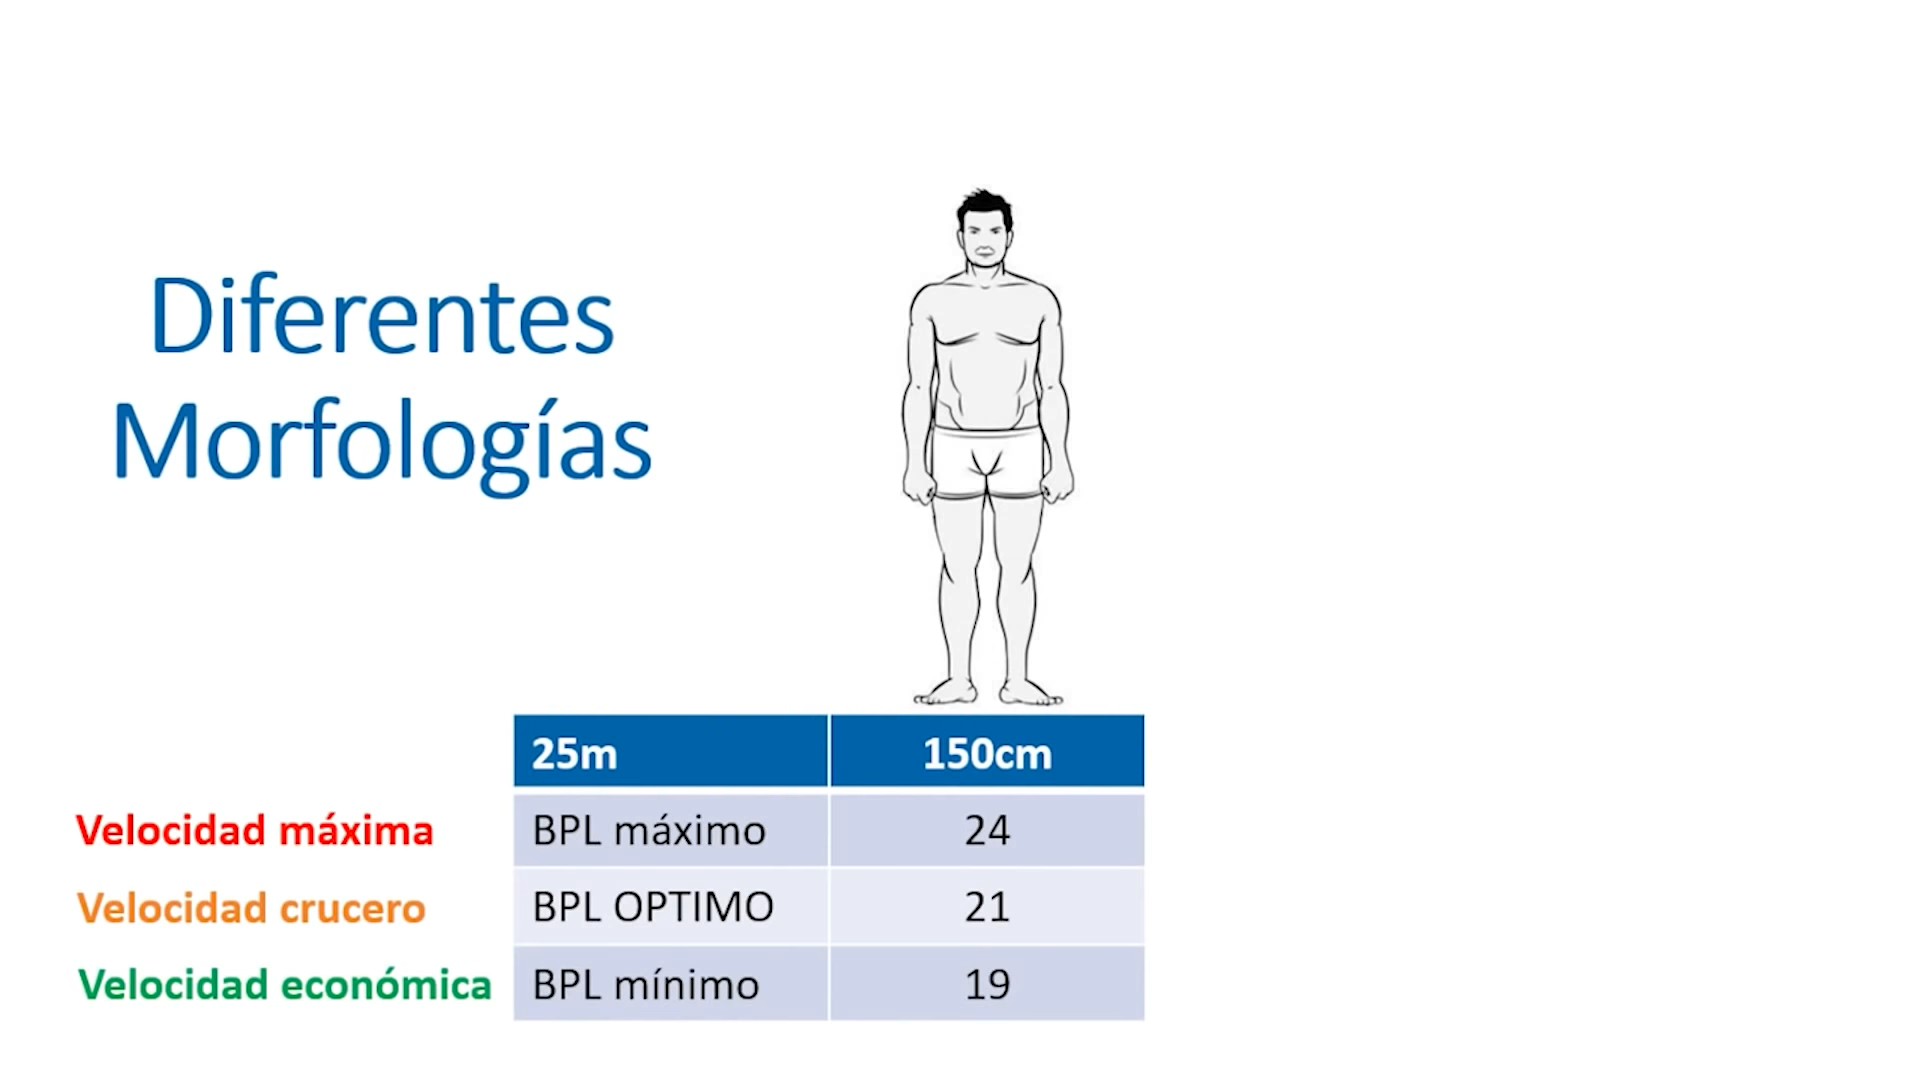 Diferentes
Morfologías
25m 150cm
Velocidad máxima BPL máximo 24
Velocidad crucero BPL OPTIMO 21
Velocidad económica BPL mínimo 19